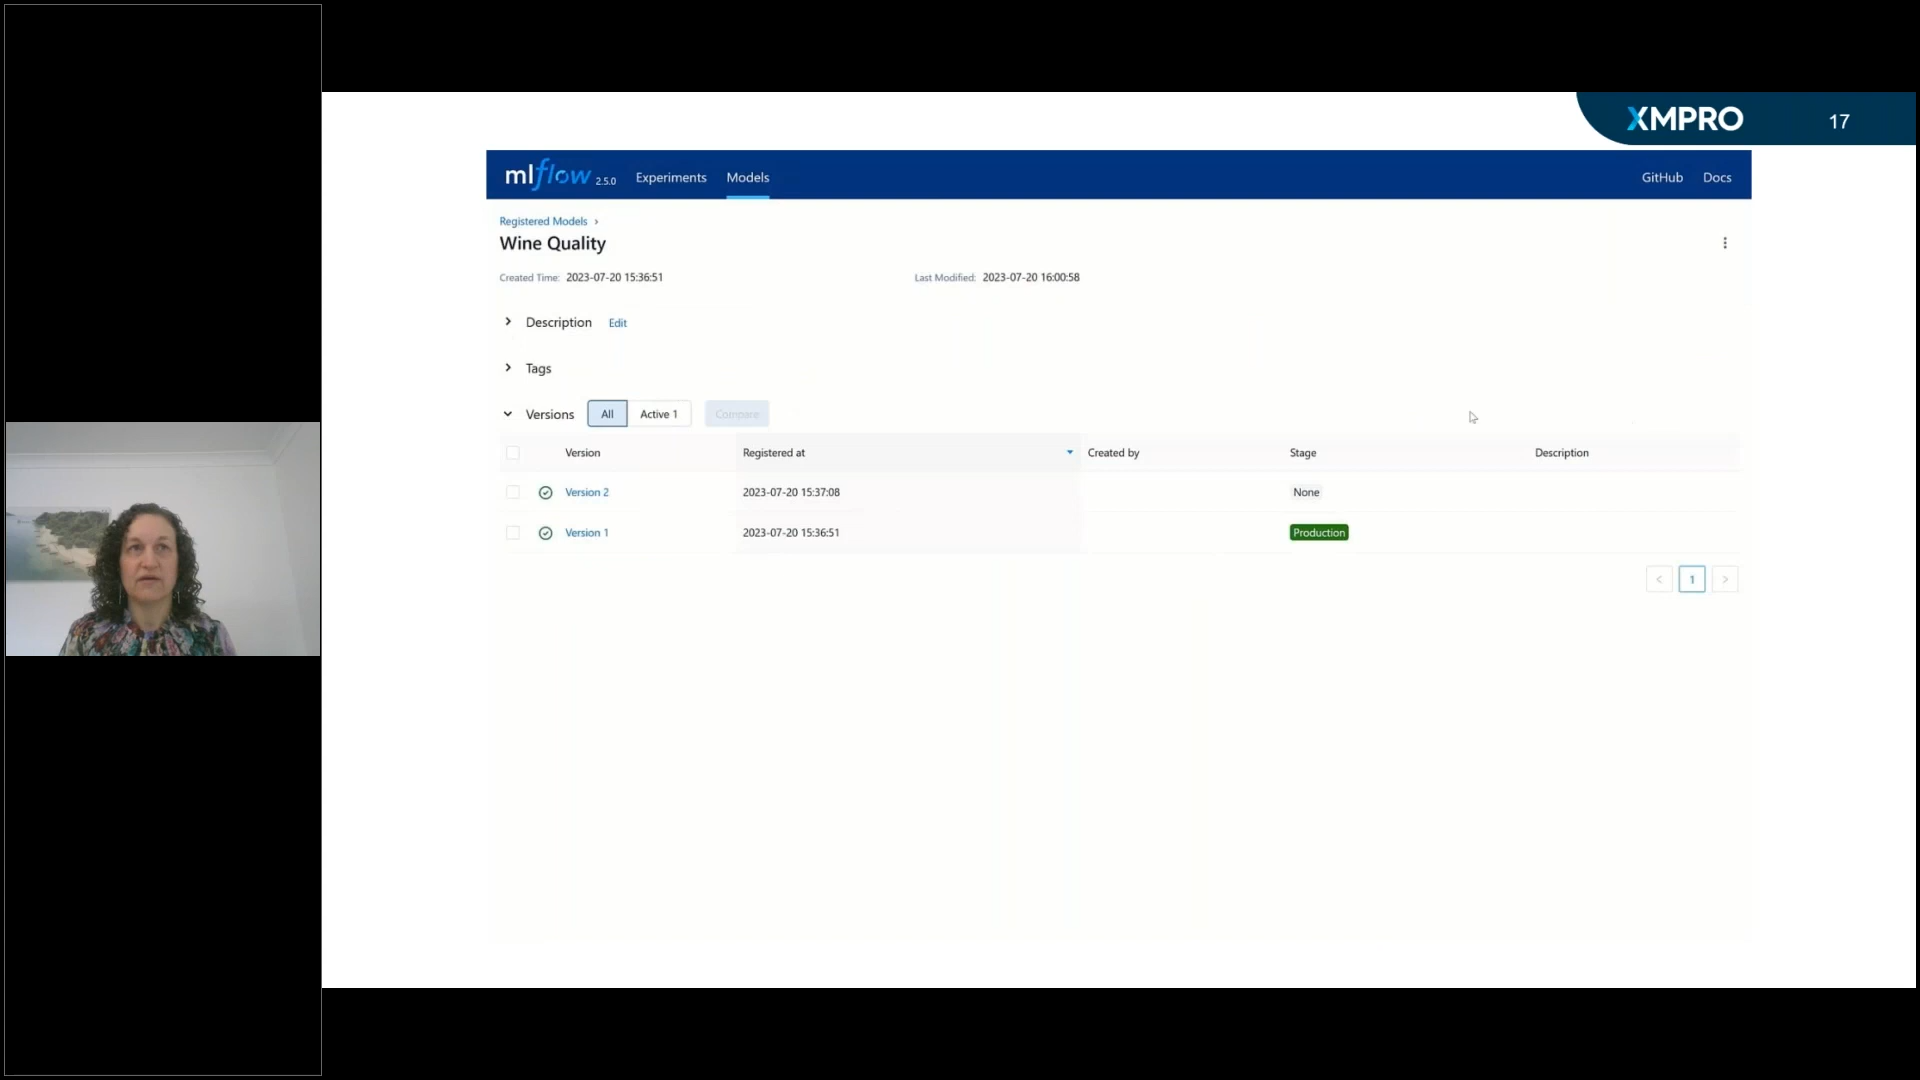 XMPRO 17
mlflow 2.5.0 Experiments Models GitHub Docs
Registered Models ›
Wine Quality
Created Time: 2023-07-20 15:36:51 Last Modified: 2023-07-20 16:00:58
Description Edit
Tags
Versions All Active 1 Compare
Version Registered at Created by Stage Description
Version 2 2023-07-20 15:37:08 None
Version 1 2023-07-20 15:36:51 Production
< 1 >